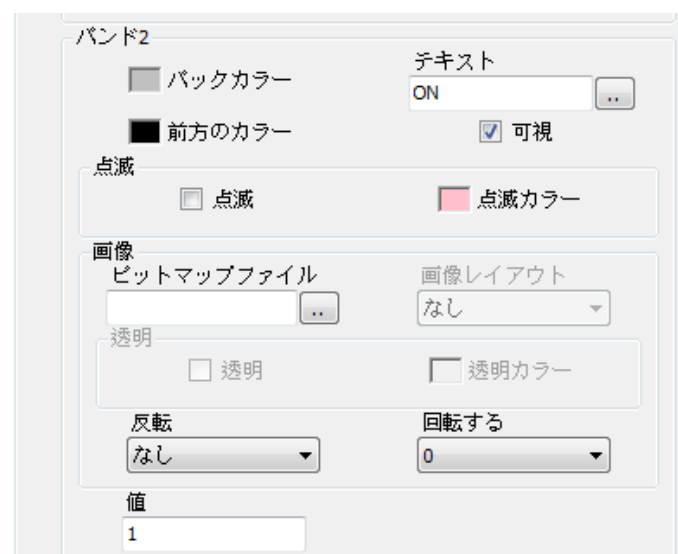 バンド2
バックカラー
テキスト
ON
..
前方のカラー
可視
点滅
点滅
点滅カラー
画像
ビットマップファイル
画像レイアウト
..
なし
透明
透明
透明カラー
反転
回転する
なし
0
値
1